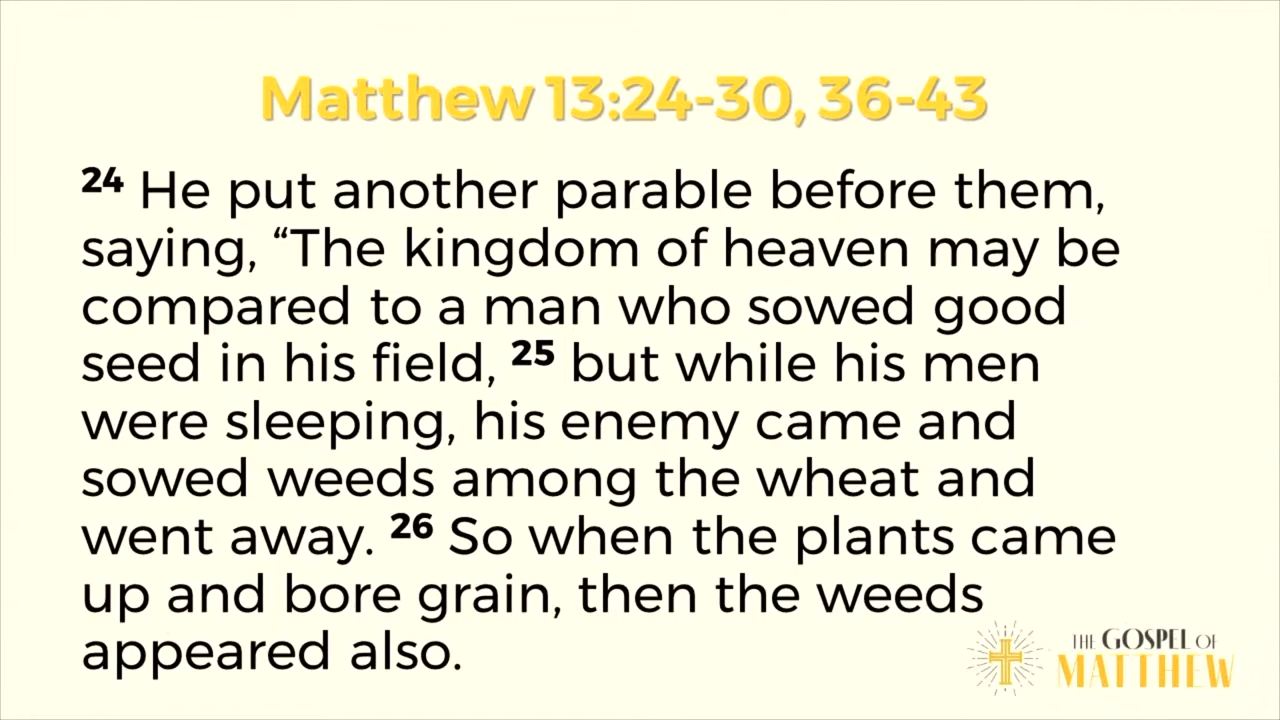 Matthew 13:24-30, 36-43
24 He put another parable before them,
saying, “The kingdom of heaven may be
compared to a man who sowed good
seed in his field, 25 but while his men
were sleeping, his enemy came and
sowed weeds among the wheat and
went away. 26 So when the plants came
up and bore grain, then the weeds
appeared also.
THE GOSPEL OF
MATTHEW